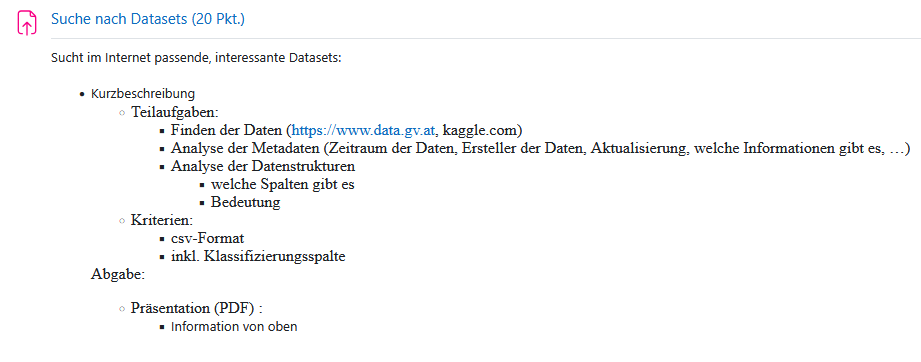 Suche nach Datasets (20 Pkt.)
Sucht im Internet passende, interessante Datasets:
Kurzbeschreibung
Teilaufgaben:
Finden der Daten (https://www.data.gv.at, kaggle.com)
Analyse der Metadaten (Zeitraum der Daten, Ersteller der Daten, Aktualisierung, welche Informationen gibt es, …)
Analyse der Datenstrukturen
welche Spalten gibt es
Bedeutung
Kriterien:
csv-Format
inkl. Klassifizierungsspalte
Abgabe:
Präsentation (PDF) :
Information von oben